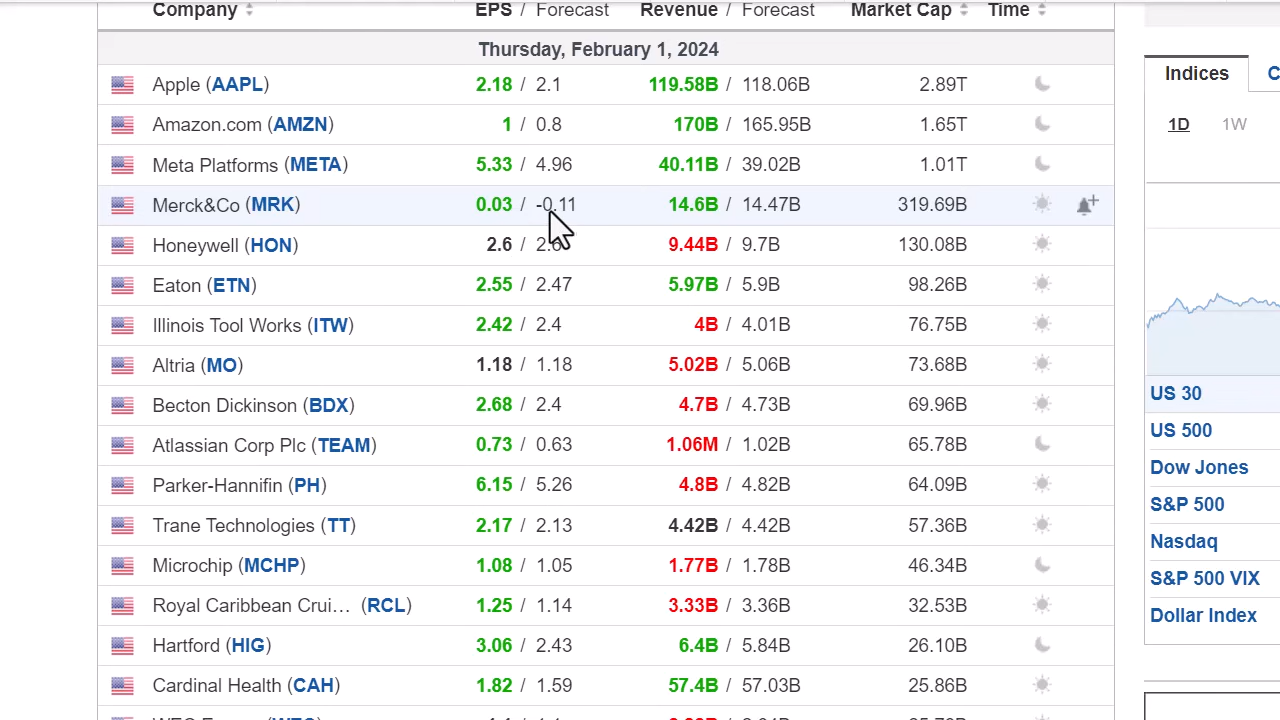 Company EPS / Forecast Revenue / Forecast Market Cap Time
Thursday, February 1, 2024
Apple (AAPL) 2.18 / 2.1 119.58B / 118.06B 2.89T
Amazon.com (AMZN) 1 / 0.8 170B / 165.95B 1.65T
Meta Platforms (META) 5.33 / 4.96 40.11B / 39.02B 1.01T
Merck&Co (MRK) 0.03 / -0.11 14.6B / 14.47B 319.69B
Honeywell (HON) 2.6 / 9.44B / 9.7B 130.08B
Eaton (ETN) 2.55 / 2.47 5.97B / 5.9B 98.26B
Illinois Tool Works (ITW) 2.42 / 2.4 4B / 4.01B 76.75B
Altria (MO) 1.18 / 1.18 5.02B / 5.06B 73.68B
Becton Dickinson (BDX) 2.68 / 2.4 4.7B / 4.73B 69.96B
Atlassian Corp Plc (TEAM) 0.73 / 0.63 1.06M / 1.02B 65.78B
Parker-Hannifin (PH) 6.15 / 5.26 4.8B / 4.82B 64.09B
Trane Technologies (TT) 2.17 / 2.13 4.42B / 4.42B 57.36B
Microchip (MCHP) 1.08 / 1.05 1.77B / 1.78B 46.34B
Royal Caribbean Crui... (RCL) 1.25 / 1.14 3.33B / 3.36B 32.53B
Hartford (HIG) 3.06 / 2.43 6.4B / 5.84B 26.10B
Cardinal Health (CAH) 1.82 / 1.59 57.4B / 57.03B 25.86B
Indices
1D 1W
US 30
US 500
Dow Jones
S&P 500
Nasdaq
S&P 500 VIX
Dollar Index